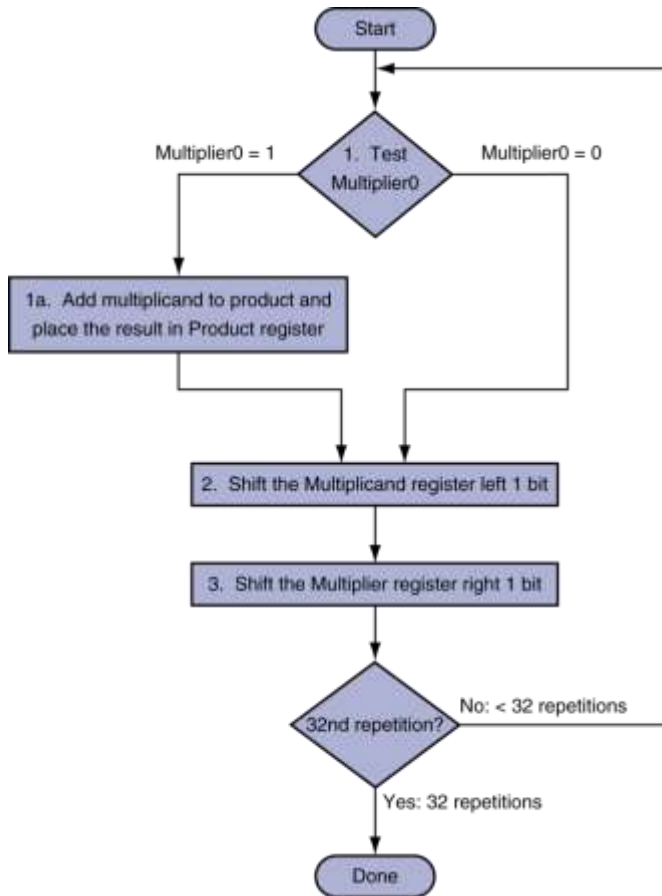 Start
Multiplier0 = 1
1. Test
Multiplier0
Multiplier0 = 0
1a. Add multiplicand to product and
place the result in Product register
2. Shift the Multiplicand register left 1 bit
3. Shift the Multiplier register right 1 bit
32nd repetition?
No: < 32 repetitions
Yes: 32 repetitions
Done